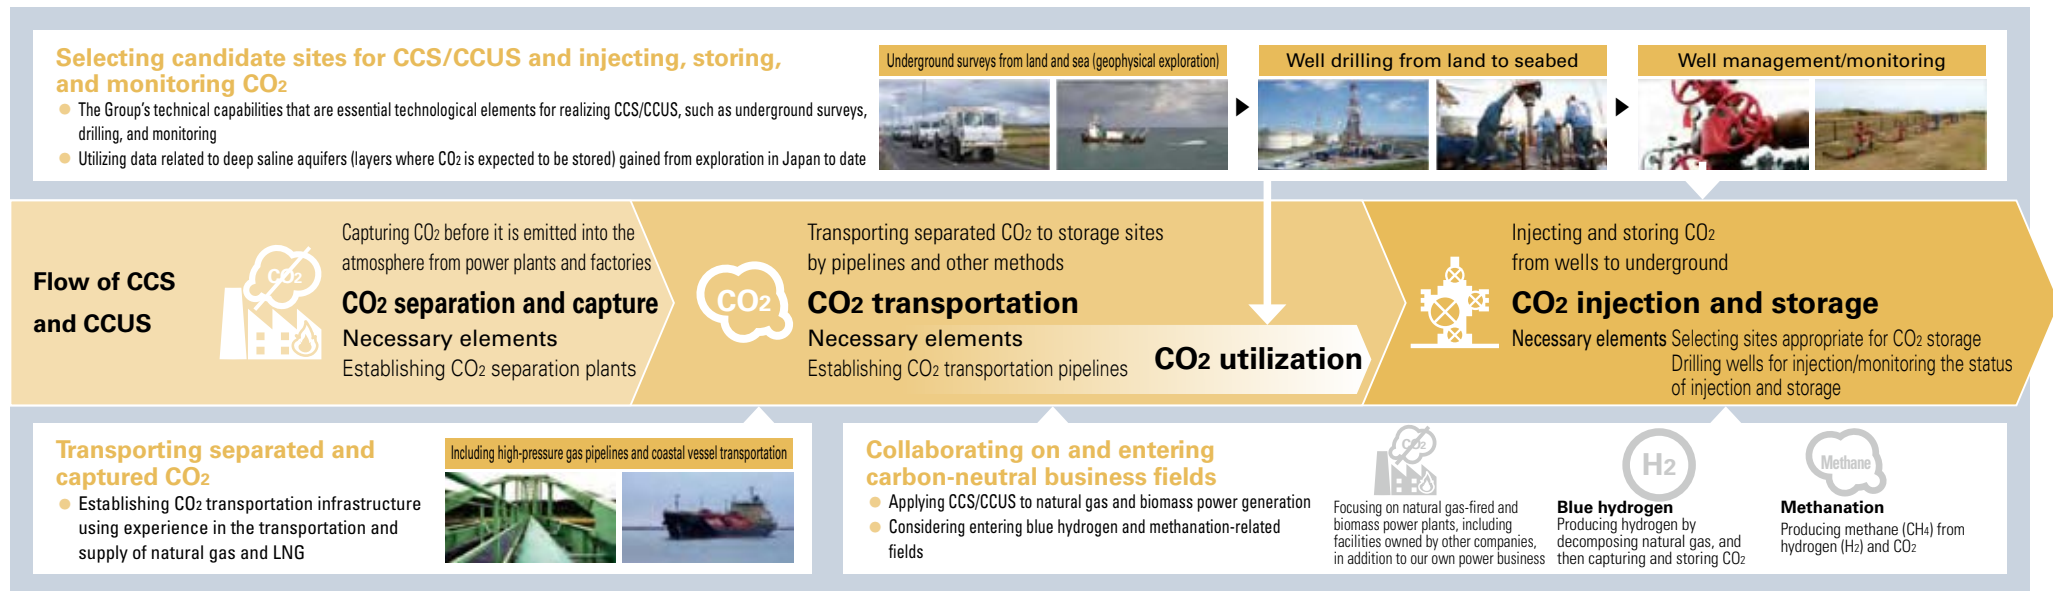 Selecting candidate sites for CCS/CCUS and injecting, storing,
and monitoring CO2
● The Group's technical capabilities that are essential technological elements for realizing CCS/CCUS, such as underground surveys,
drilling, and monitoring
● Utilizing data related to deep saline aquifers (layers where CO2 is expected to be stored) gained from exploration in Japan to date
Underground surveys from land and sea (geophysical exploration)
Well drilling from land to seabed
Well management/monitoring
Flow of CCS
and CCUS
CO2
Capturing CO2 before it is emitted into the
atmosphere from power plants and factories
CO2 separation and capture
Necessary elements
Establishing CO2 separation plants
CO2
Transporting separated CO2 to storage sites
by pipelines and other methods
CO2 transportation
Necessary elements
Establishing CO2 transportation pipelines
CO2 utilization
Injecting and storing CO2
from wells to underground
CO2 injection and storage
Necessary elements Selecting sites appropriate for CO2 storage
Drilling wells for injection/monitoring the status
of injection and storage
Transporting separated and
captured CO2
● Establishing CO2 transportation infrastructure
using experience in the transportation and
supply of natural gas and LNG
Including high-pressure gas pipelines and coastal vessel transportation
Collaborating on and entering
carbon-neutral business fields
● Applying CCS/CCUS to natural gas and biomass power generation
● Considering entering blue hydrogen and methanation-related
fields
CO2
Focusing on natural gas-fired and
biomass power plants, including
facilities owned by other companies,
in addition to our own power business
H2
Blue hydrogen
Producing hydrogen by
decomposing natural gas, and
then capturing and storing CO2
Methane
Methanation
Producing methane (CH4) from
hydrogen (H2) and CO2